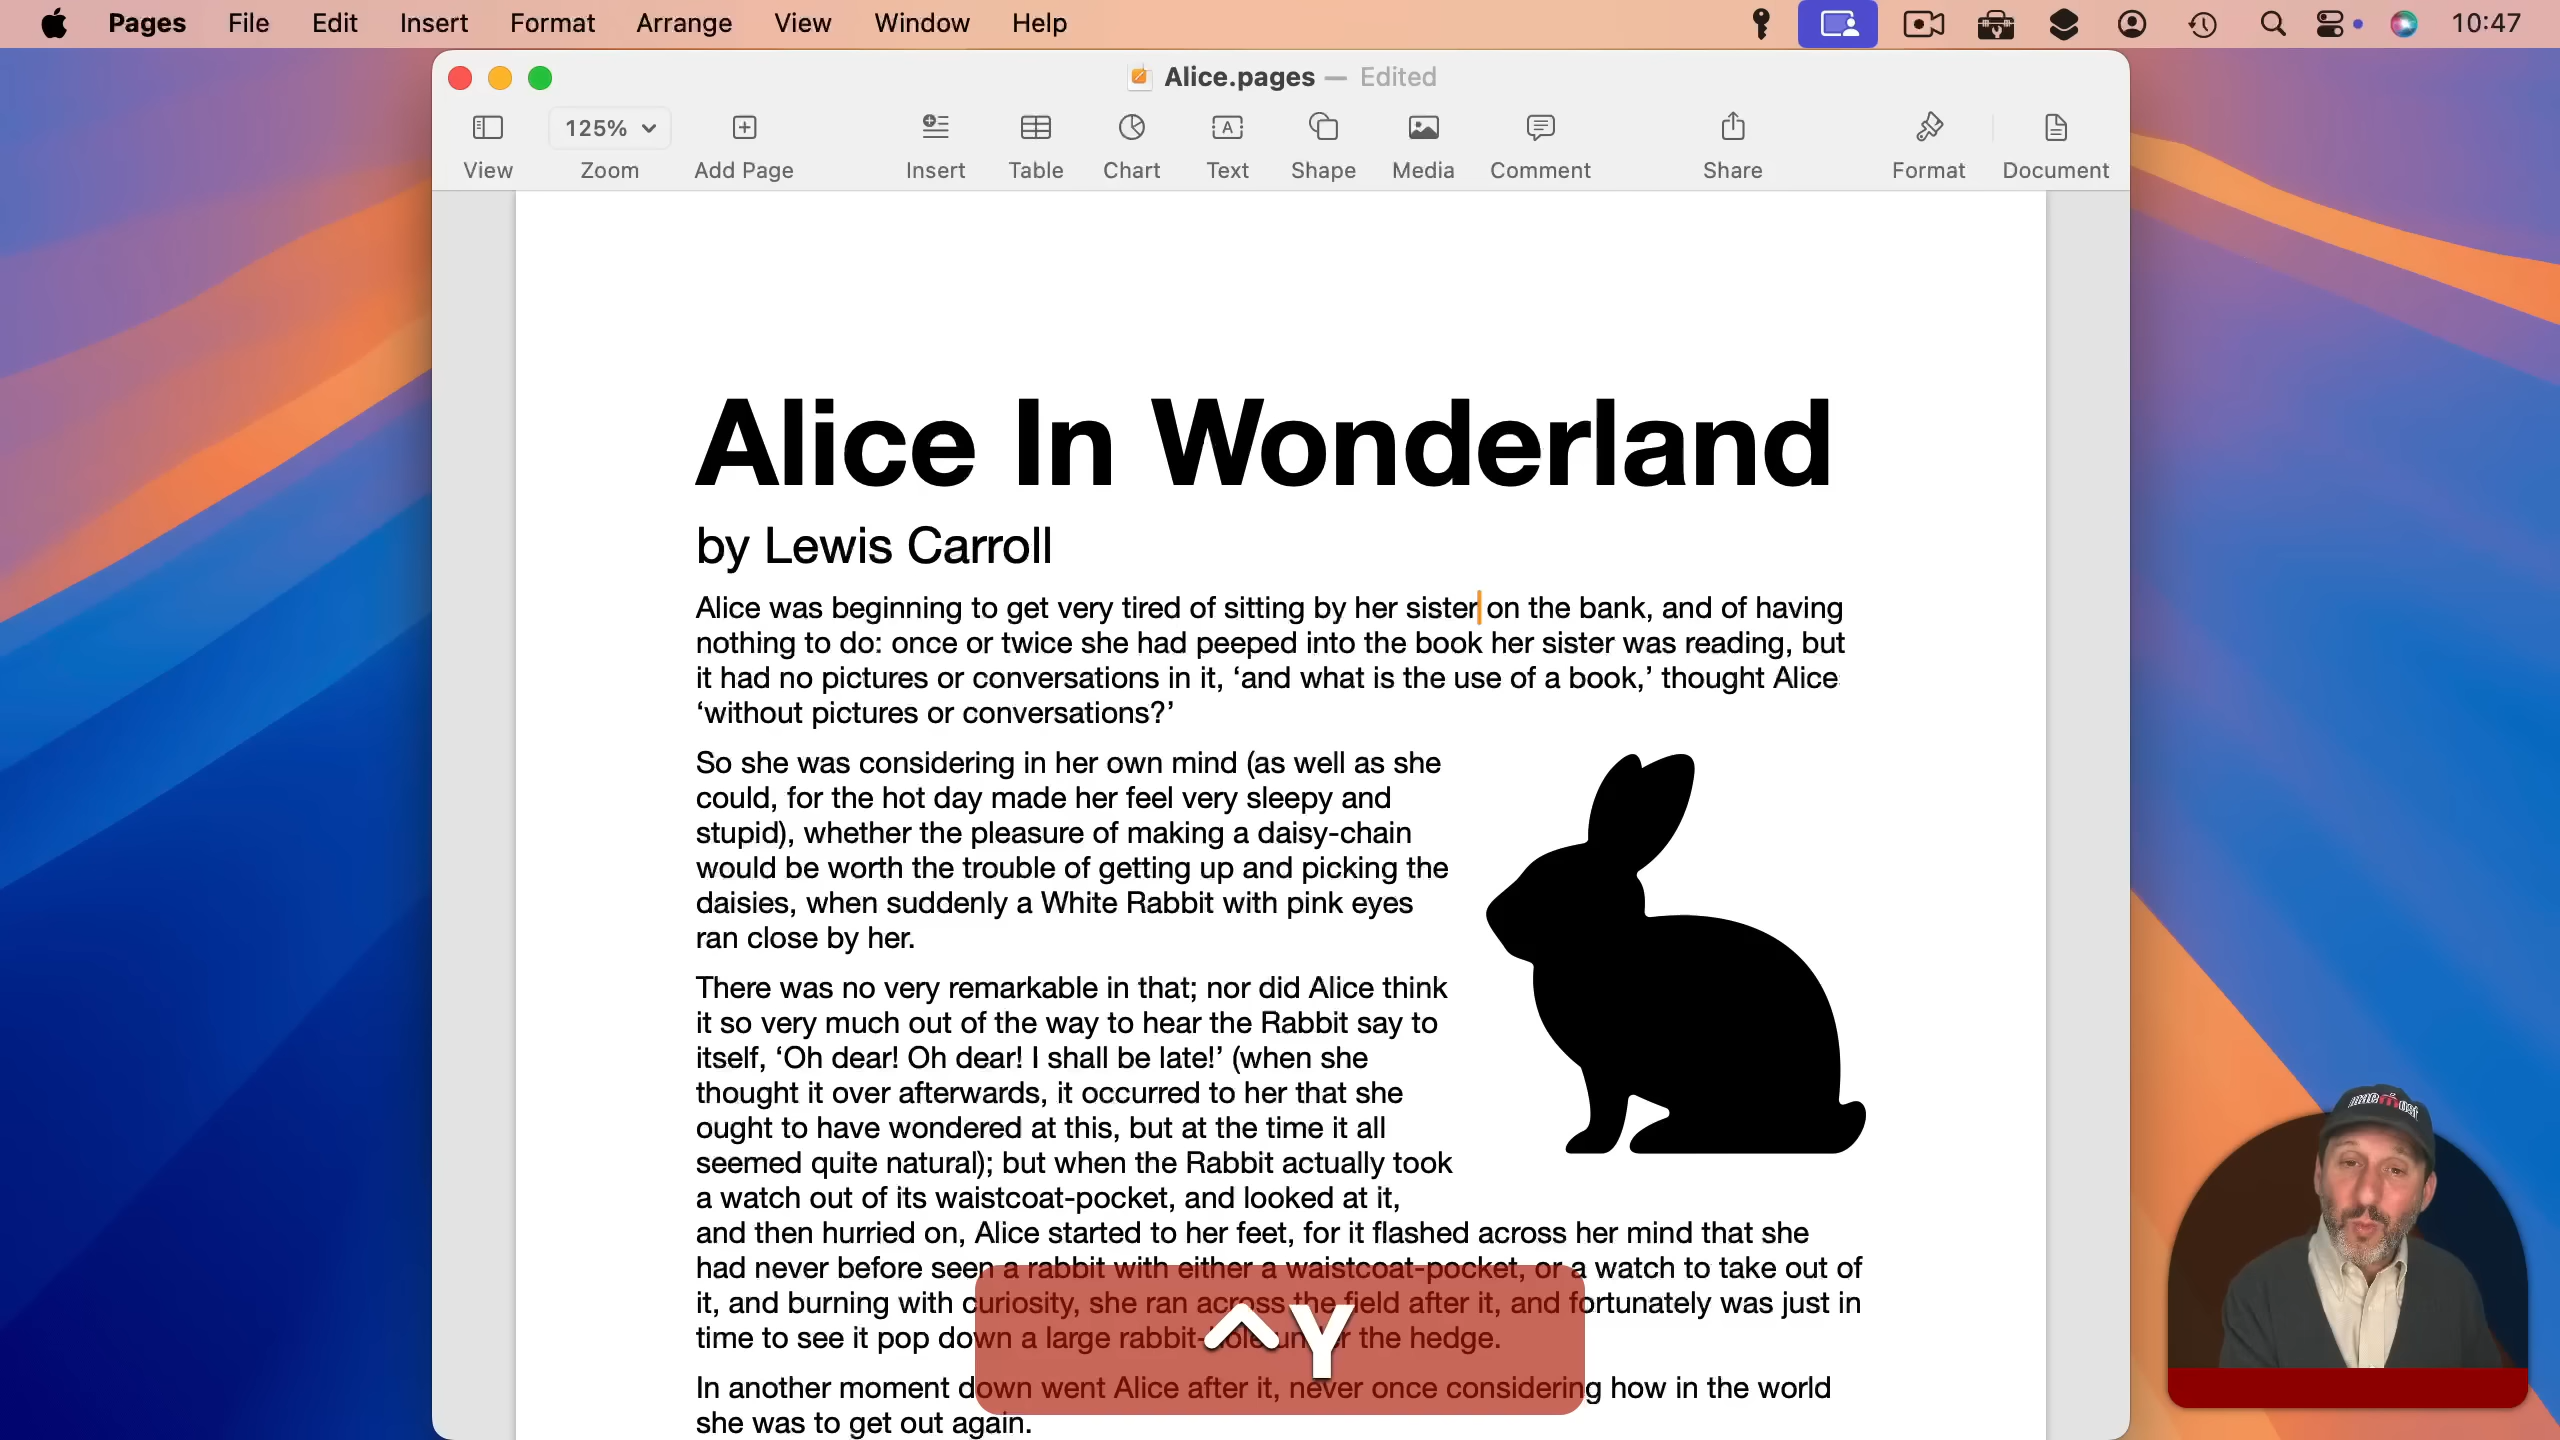 Pages File Edit Insert Format Arrange View Window Help 10:47
Alice.pages — Edited
125%
View Zoom Add Page Insert Table Chart Text Shape Media Comment Share Format Document
Alice In Wonderland
by Lewis Carroll
Alice was beginning to get very tired of sitting by her sister on the bank, and of having
nothing to do: once or twice she had peeped into the book her sister was reading, but
it had no pictures or conversations in it, ‘and what is the use of a book,’ thought Alice
‘without pictures or conversations?’
So she was considering in her own mind (as well as she
could, for the hot day made her feel very sleepy and
stupid), whether the pleasure of making a daisy-chain
would be worth the trouble of getting up and picking the
daisies, when suddenly a White Rabbit with pink eyes
ran close by her.
There was no very remarkable in that; nor did Alice think
it so very much out of the way to hear the Rabbit say to
itself, ‘Oh dear! Oh dear! I shall be late!’ (when she
thought it over afterwards, it occurred to her that she
ought to have wondered at this, but at the time it all
seemed quite natural); but when the Rabbit actually took
a watch out of its waistcoat-pocket, and looked at it,
and then hurried on, Alice started to her feet, for it flashed across her mind that she
had never before seen a rabbit with either a waistcoat-pocket, or a watch to take out of
it, and burning with curiosity, she ran across the field after it, and fortunately was just in
time to see it pop down a large rabbit-hole under the hedge.
^Y
In another moment down went Alice after it, never once considering how in the world
she was to get out again.
macmost